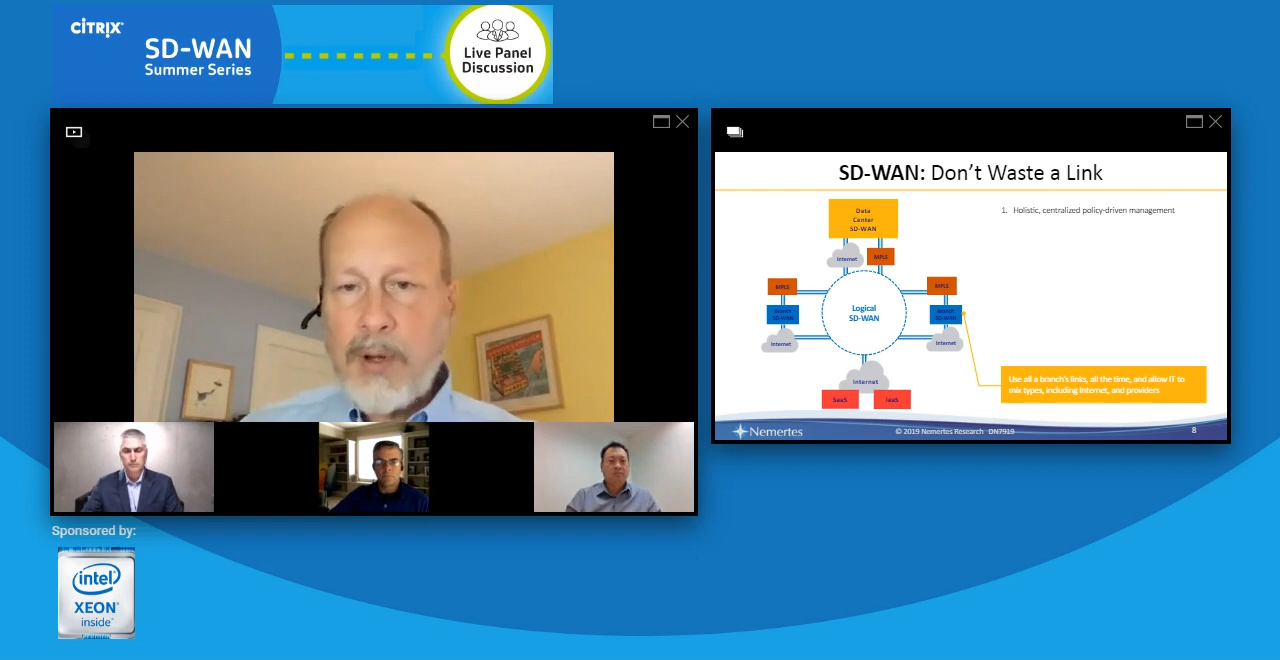 CİTRIX
SD-WAN
Summer Series
Live Panel
Discussion
SD-WAN: Don't Waste a Link
1. Holistic, centralized policy-driven management
Data
Center
SD-WAN
Internet
MPLS
MPLS
MPLS
Logical
SD-WAN
Branch
SD-WAN
Branch
SD-WAN
Internet
Internet
Internet
SaaS
IaaS
Use all a branch's links, all the time, and allow IT to
mix types, including Internet, and providers
Nemertes
© 2019 Nemertes Research DN7919
8
Sponsored by:
intel
XEON
inside